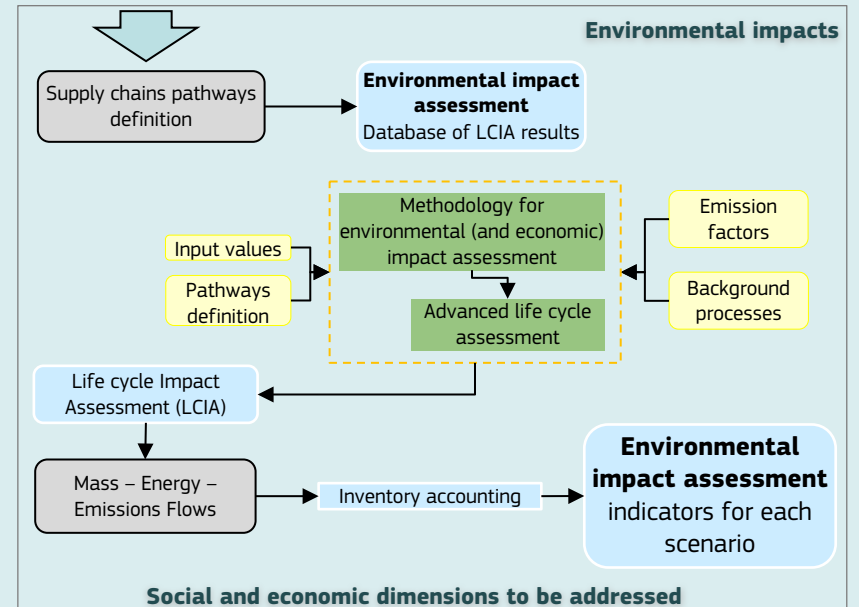 Environmental impacts
Supply chains pathways
definition
Environmental impact
assessment
Database of LCIA results
Methodology for
environmental (and economic)
impact assessment
Advanced life cycle
assessment
Input values
Pathways
definition
Emission
factors
Background
processes
Life cycle Impact
Assessment (LCIA)
Mass – Energy –
Emissions Flows
Inventory accounting
Environmental
impact assessment
indicators for each
scenario
Social and economic dimensions to be addressed